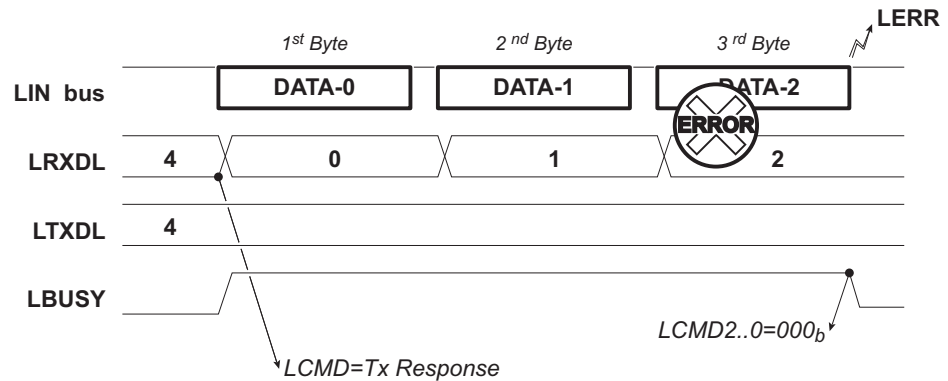 LERR
1st Byte 2nd Byte 3rd Byte
LIN bus DATA-0 DATA-1 DATA-2
ERROR
LRXDL 4 0 1 2
LTXDL 4
LBUSY
LCMD2..0=000b
LCMD=Tx Response